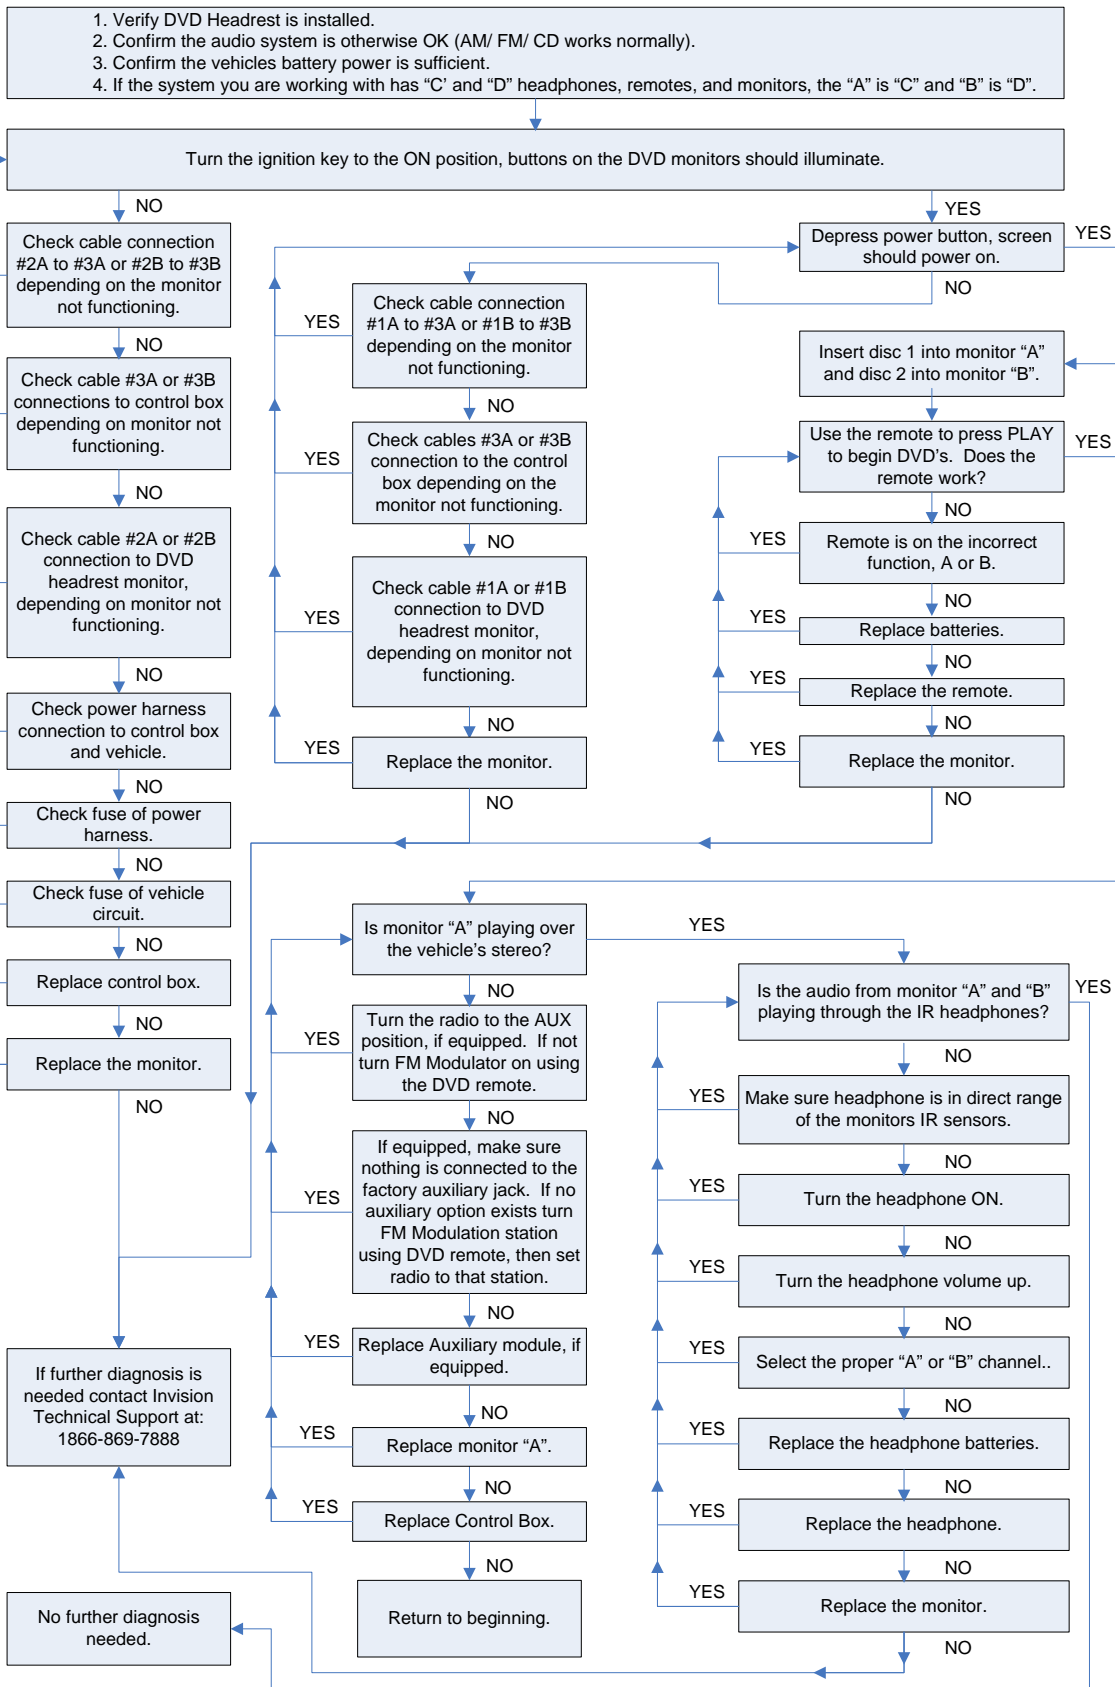 1. Verify DVD Headrest is installed.
2. Confirm the audio system is otherwise OK (AM/ FM/ CD works normally).
3. Confirm the vehicles battery power is sufficient.
4. If the system you are working with has “C’ and “D” headphones, remotes, and monitors, the “A” is “C” and “B” is “D”.
Turn the ignition key to the ON position, buttons on the DVD monitors should illuminate.
NO
Check cable connection
#2A to #3A or #2B to #3B
depending on the monitor
not functioning.
NO
Check cable #3A or #3B
connections to control box
depending on monitor not
functioning.
NO
Check cable #2A or #2B
connection to DVD
headrest monitor,
depending on monitor not
functioning.
NO
Check power harness
connection to control box
and vehicle.
NO
Check fuse of power
harness.
NO
Check fuse of vehicle
circuit.
NO
Replace control box.
NO
Replace the monitor.
NO
YES
Depress power button, screen
should power on.
YES
NO
Check cable connection
#1A to #3A or #1B to #3B
depending on the monitor
not functioning.
YES
NO
Check cables #3A or #3B
connection to the control
box depending on the
monitor not functioning.
YES
NO
Check cable #1A or #1B
connection to DVD
headrest monitor,
depending on monitor not
functioning.
YES
NO
Replace the monitor.
YES
NO
Insert disc 1 into monitor “A”
and disc 2 into monitor “B”.
Use the remote to press PLAY
to begin DVD’s. Does the
remote work?
YES
NO
Remote is on the incorrect
function, A or B.
YES
NO
Replace batteries.
YES
NO
Replace the remote.
YES
NO
Replace the monitor.
YES
NO
Is monitor “A” playing over
the vehicle’s stereo?
YES
NO
Turn the radio to the AUX
position, if equipped. If not
turn FM Modulator on using
the DVD remote.
YES
NO
If equipped, make sure
nothing is connected to the
factory auxiliary jack. If no
auxiliary option exists turn
FM Modulation station
using DVD remote, then set
radio to that station.
YES
NO
Replace Auxiliary module, if
equipped.
YES
NO
Replace monitor “A”.
YES
NO
Replace Control Box.
YES
NO
Return to beginning.
Is the audio from monitor “A” and “B”
playing through the IR headphones?
YES
NO
Make sure headphone is in direct range
of the monitors IR sensors.
YES
NO
Turn the headphone ON.
YES
NO
Turn the headphone volume up.
YES
NO
Select the proper “A” or “B” channel..
YES
NO
Replace the headphone batteries.
YES
NO
Replace the headphone.
YES
NO
Replace the monitor.
YES
NO
If further diagnosis is
needed contact Invision
Technical Support at:
1866-869-7888
No further diagnosis
needed.